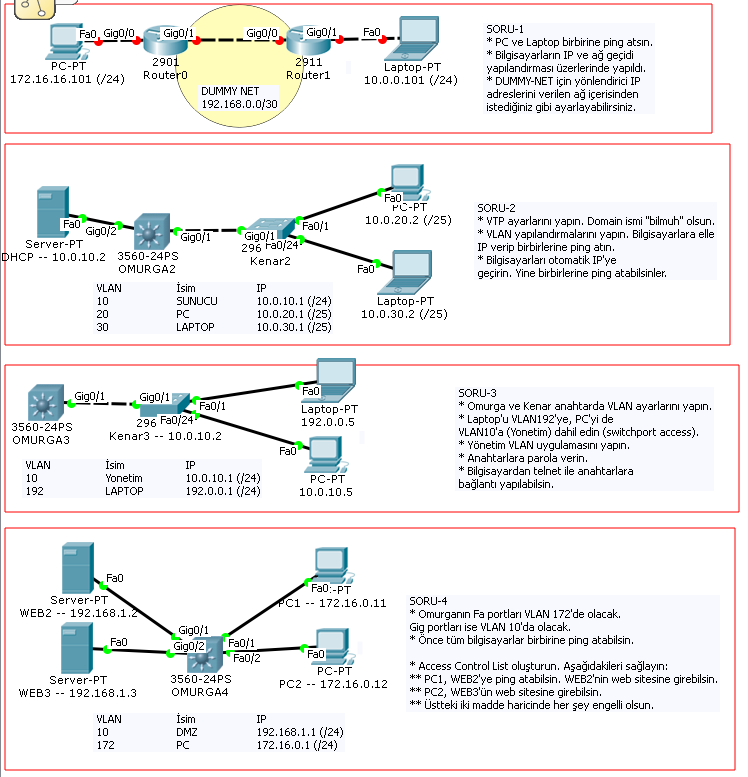 SORU-1
* PC ve Laptop birbirine ping atsın.
* Bilgisayarların IP ve ağ geçidi
yapılandırması üzerlerinde yapıldı.
* DUMMY-NET için yönlendirici IP
adreslerini verilen ağ içerisinden
istediğiniz gibi ayarlayabilirsiniz.
Fa0 Gig0/0 Gig0/1 Gig0/0 Gig0/1 Fa0
PC-PT
172.16.16.101 (/24)
2901
Router0
2911
Router1
Laptop-PT
10.0.0.101 (/24)
DUMMY NET
192.168.0.0/30
SORU-2
* VTP ayarlarını yapın. Domain ismi "bilmuh" olsun.
* VLAN yapılandırmalarını yapın. Bilgisayarlara elle
IP verip birbirlerine ping atın.
* Bilgisayarları otomatik IP'ye
geçirin. Yine birbirlerine ping atabilsinler.
Fa0 Gig0/2 Gig0/1 Gig0/1 Fa0/1 Fa0/24 Fa0 Fa0
Server-PT
DHCP -- 10.0.10.2
3560-24PS
OMURGA2
296
Kenar2
PC-PT
10.0.20.2 (/25)
Laptop-PT
10.0.30.2 (/25)
VLAN İsim IP
10 SUNUCU 10.0.10.1 (/24)
20 PC 10.0.20.1 (/25)
30 LAPTOP 10.0.30.1 (/25)
SORU-3
* Omurga ve Kenar anahtarda VLAN ayarlarını yapın.
* Laptop'u VLAN192'ye, PC'yi de
VLAN10'a (Yonetim) dahil edin (switchport access).
* Yönetim VLAN uygulamasını yapın.
* Anahtarlara parola verin.
* Bilgisayardan telnet ile anahtarlara
bağlantı yapılabilsin.
Gig0/1 Gig0/1 Fa0/1 Fa0/24 Fa0 Fa0
3560-24PS
OMURGA3
296
Kenar3 -- 10.0.10.2
Laptop-PT
192.0.0.5
PC-PT
10.0.10.5
VLAN İsim IP
10 Yonetim 10.0.10.1 (/24)
192 LAPTOP 192.0.0.1 (/24)
SORU-4
* Omurganın Fa portları VLAN 172'de olacak.
Gig portları ise VLAN 10'da olacak.
* Önce tüm bilgisayarlar birbirine ping atabilsin.
* Access Control List oluşturun. Aşağıdakileri sağlayın:
** PC1, WEB2'ye ping atabilsin. WEB2'nin web sitesine girebilsin.
** PC2, WEB3'ün web sitesine girebilsin.
** Üstteki iki madde haricinde her şey engelli olsun.
Fa0 Fa0 Gig0/1 Gig0/2 Fa0/1 Fa0/2 Fa0 Fa0
Server-PT
WEB2 -- 192.168.1.2
Server-PT
WEB3 -- 192.168.1.3
3560-24PS
OMURGA4
:-PT
PC1 -- 172.16.0.11
PC-PT
PC2 -- 172.16.0.12
VLAN İsim IP
10 DMZ 192.168.1.1 (/24)
172 PC 172.16.0.1 (/24)